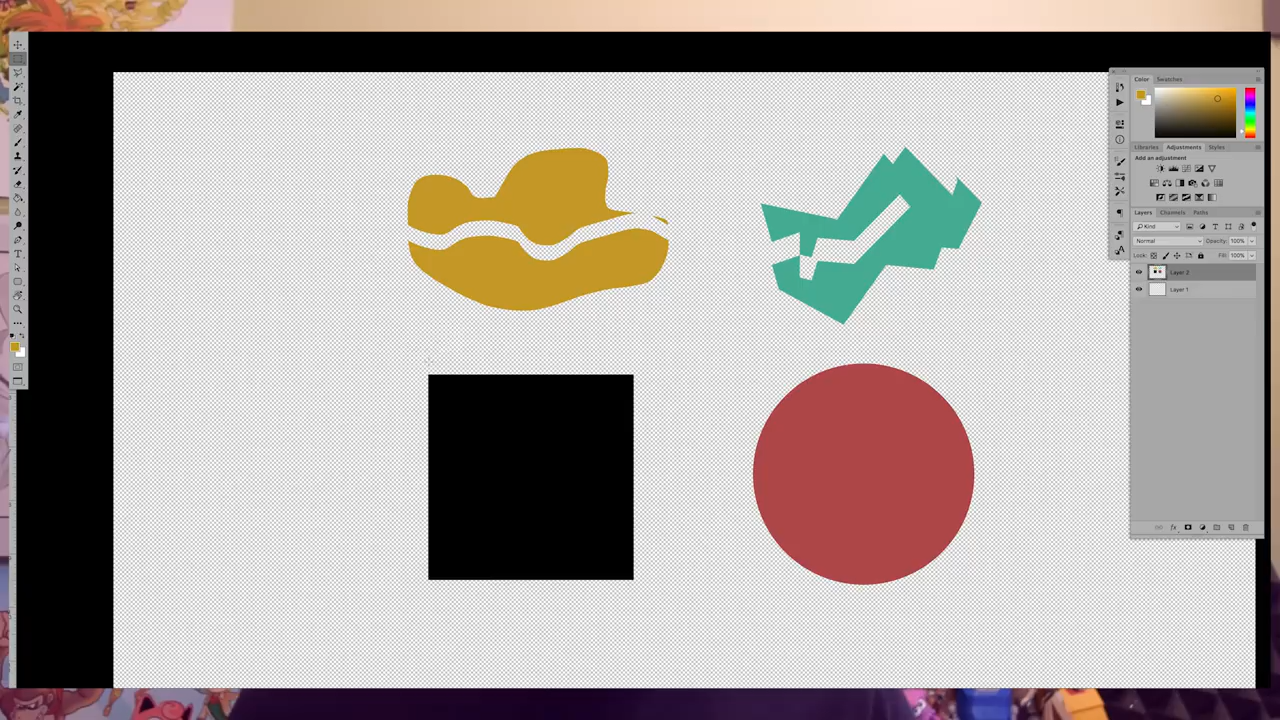 Color Swatches
Libraries Adjustments Styles
Add an adjustment
Layers Channels Paths
Kind
Normal Opacity: 100%
Lock: Fill: 100%
Layer 2
Layer 1